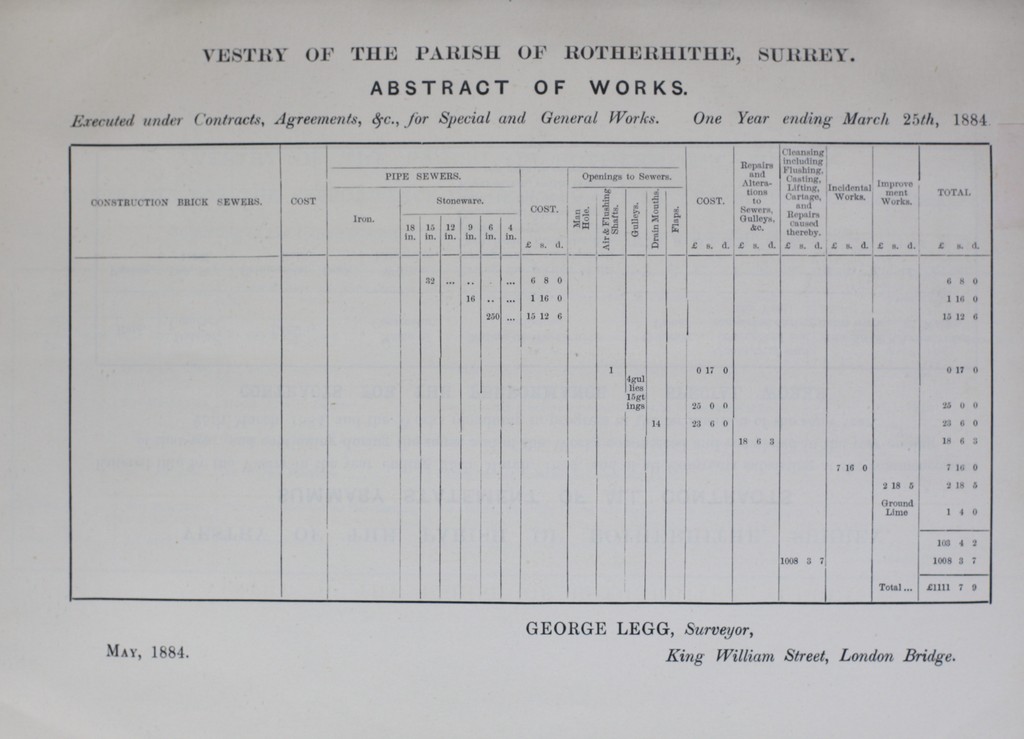 VESTRY OF THE PARISH OF ROTHERHITHE, SURREY.
ABSTRACT OF WORKS.
Executed under Contracts, Agreements, &c., for Special and General Works. One Year ending March 25th, 1884
CONSTRUCTION BRICK SEWERS.
COST
PIPE SEWERS.
Iron.
Stoneware.
18 in. 15 in. 12 in. 9 in. 6 in. 4 in.
COST.
£ s. d.
Openings to Sewers.
Man Hole.
Air & Flushing Shafts.
Gulleys.
Drain Mouths.
Flaps.
COST.
£ s. d.
Repairs
and
Altera-
tions
to
Sewers,
Gulleys,
&c.
£ s. d.
Cleansing
including
Flushing,
Casting,
Lifting,
Cartage,
and
Repairs
caused
thereby.
£ s. d.
Incidental
Works.
£ s. d.
Improve
ment
Works.
£ s. d.
TOTAL
£ s. d.
32 ... .. . ... 6 8 0 6 8 0
16 .. ... 1 16 0 1 16 0
250 ... 15 12 6 15 12 6
1 0 17 0 0 17 0
4gul
lies
15gt
ings 25 0 0 25 0 0
14 23 6 0 23 6 0
18 6 3 18 6 3
7 16 0 7 16 0
2 18 5 2 18 5
Ground
Lime 1 4 0
103 4 2
1008 3 7 1008 3 7
Total ... £1111 7 9
GEORGE LEGG, Surveyor,
MAY, 1884.
King William Street, London Bridge.